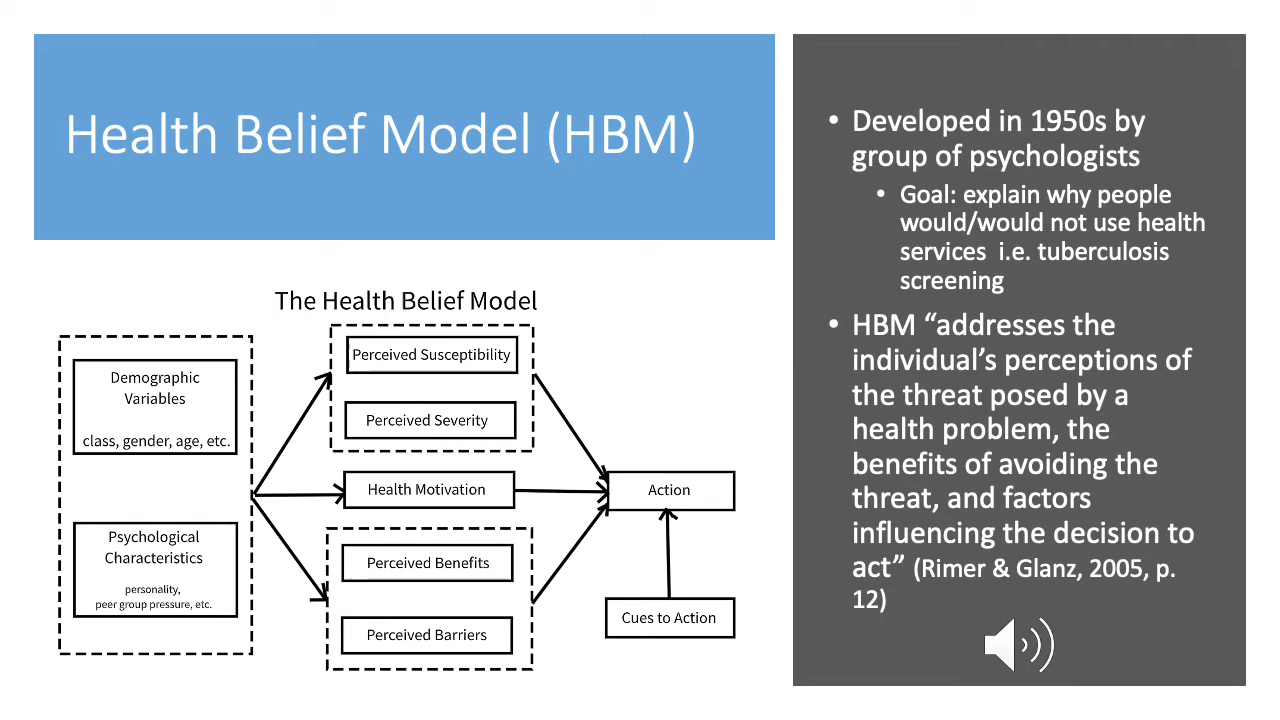 Health Belief Model (HBM)
The Health Belief Model
Demographic
Variables
class, gender, age, etc.
Psychological
Characteristics
personality,
peer group pressure, etc.
Perceived Susceptibility
Perceived Severity
Health Motivation
Perceived Benefits
Perceived Barriers
Action
Cues to Action
• Developed in 1950s by
group of psychologists
• Goal: explain why people
would/would not use health
services  i.e. tuberculosis
screening
• HBM “addresses the
individual’s perceptions of
the threat posed by a
health problem, the
benefits of avoiding the
threat, and factors
influencing the decision to
act” (Rimer & Glanz, 2005, p.
12)